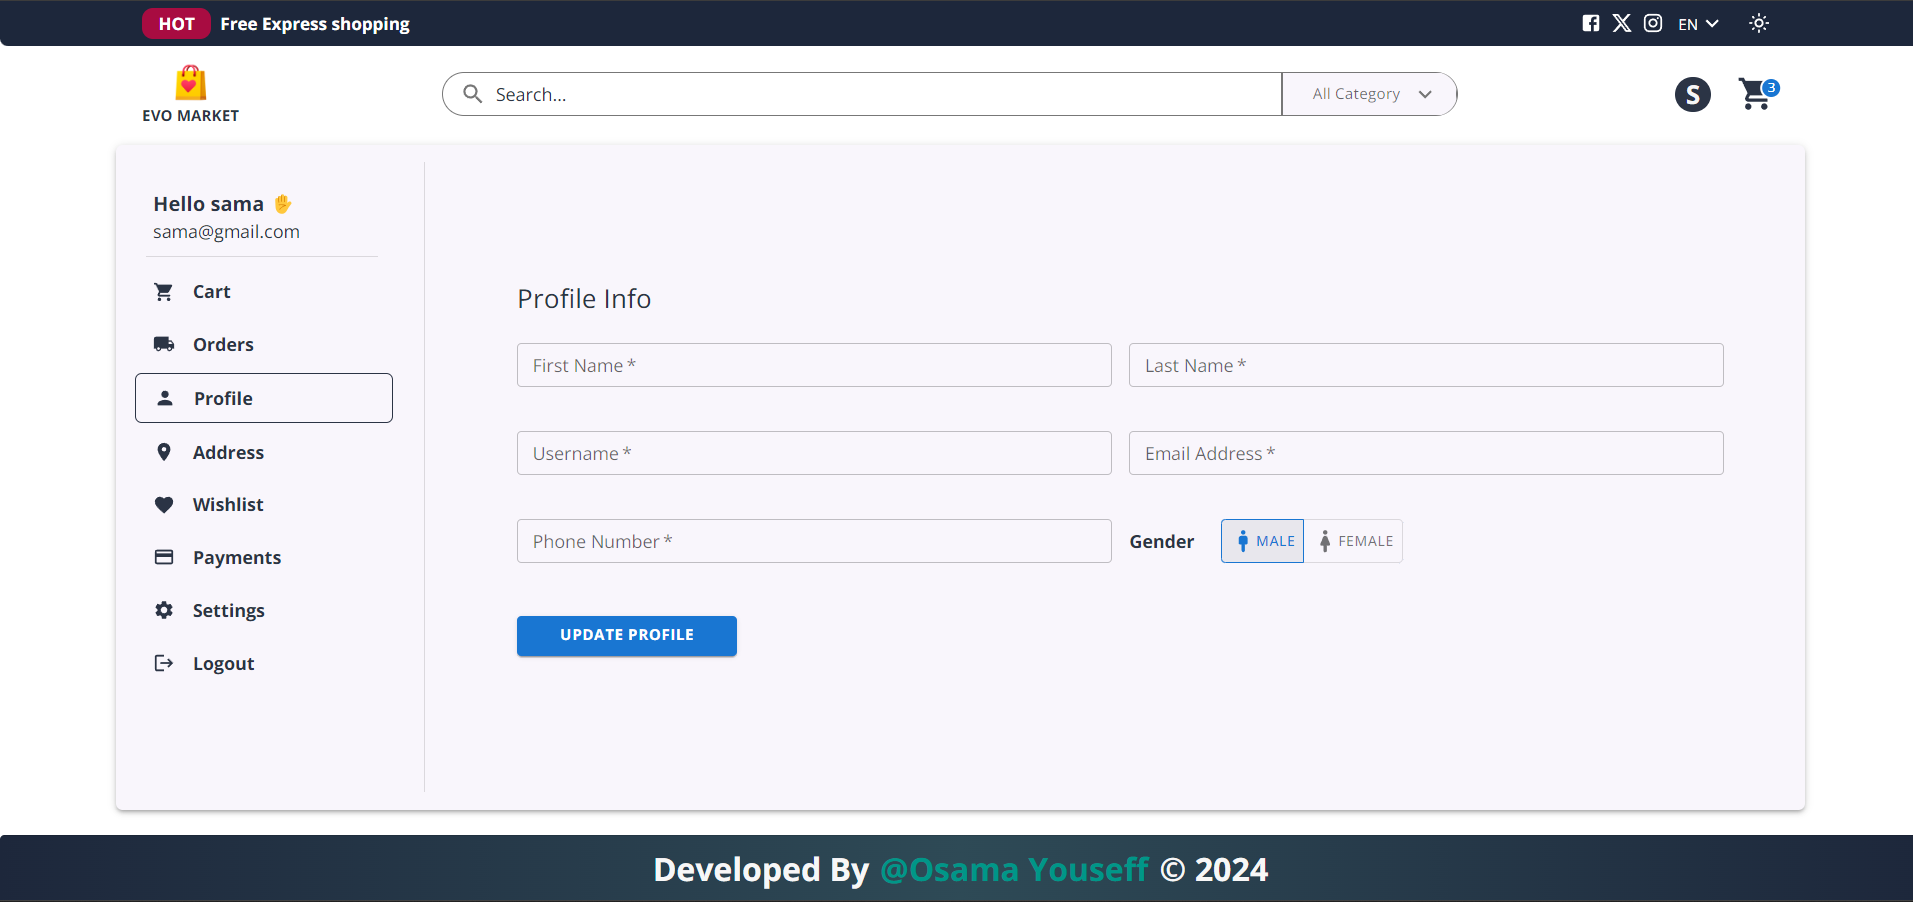 HOT Free Express shopping EN
EVO MARKET
Search...
All Category
S
3
Hello sama
sama@gmail.com
Cart
Orders
Profile
Address
Wishlist
Payments
Settings
Logout
Profile Info
First Name * Last Name *
Username * Email Address *
Phone Number * Gender MALE FEMALE
UPDATE PROFILE
Developed By @Osama Youseff © 2024